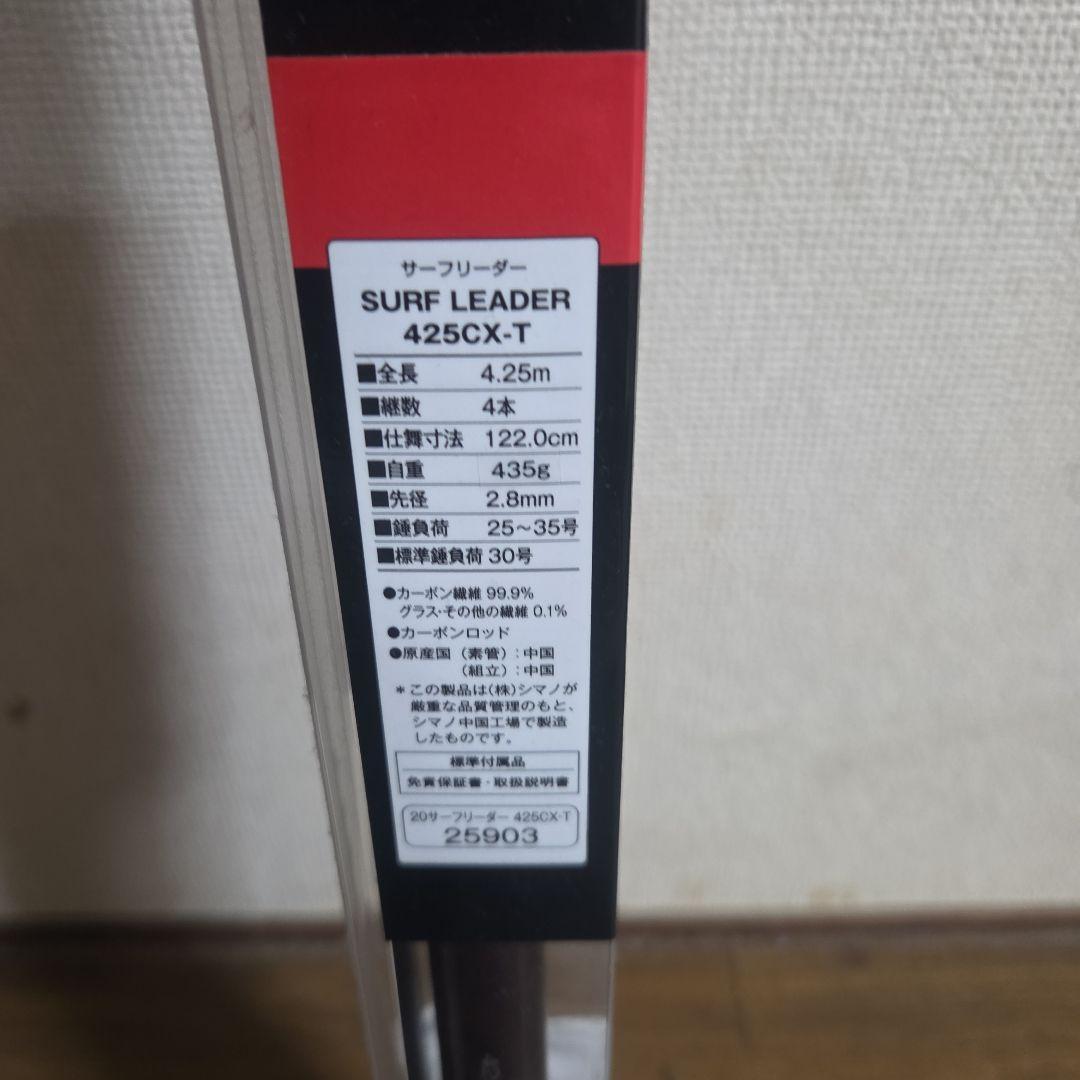 サーフリーダー
SURF LEADER
425CX-T
■全長 4.25m
■継数 4本
■仕舞寸法 122.0cm
■自重 435g
■先径 2.8mm
■錘負荷 25〜35号
■標準錘負荷 30号
●カーボン繊維 99.9%
グラス・その他の繊維 0.1%
●カーボンロッド
●原産国（素管）：中国
（組立）：中国
＊この製品は(株)シマノが
厳重な品質管理のもと、
シマノ中国工場で製造
したものです。
標準付属品
免責保証書・取扱説明書
20サーフリーダー 425CX-T
25903